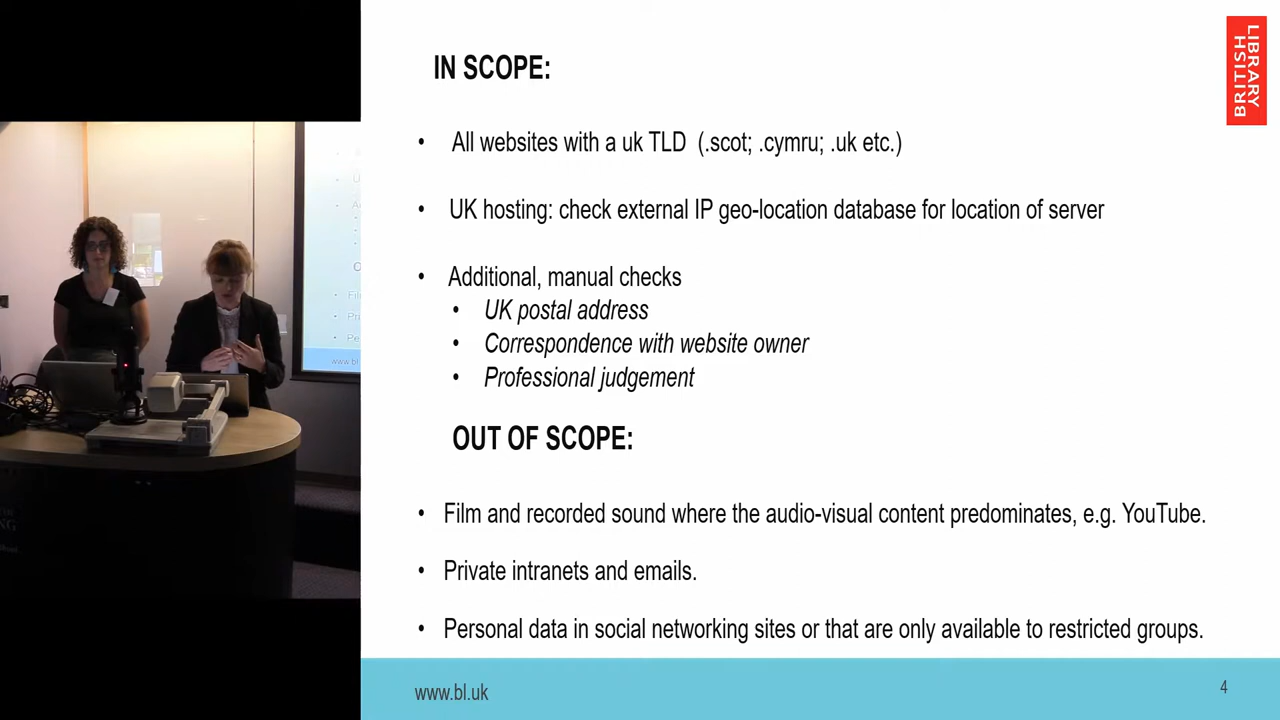 BRITISH
LIBRARY
IN SCOPE:
• All websites with a uk TLD (.scot; .cymru; .uk etc.)
• UK hosting: check external IP geo-location database for location of server
• Additional, manual checks
• UK postal address
• Correspondence with website owner
• Professional judgement
OUT OF SCOPE:
• Film and recorded sound where the audio-visual content predominates, e.g. YouTube.
• Private intranets and emails.
• Personal data in social networking sites or that are only available to restricted groups.
www.bl.uk
4